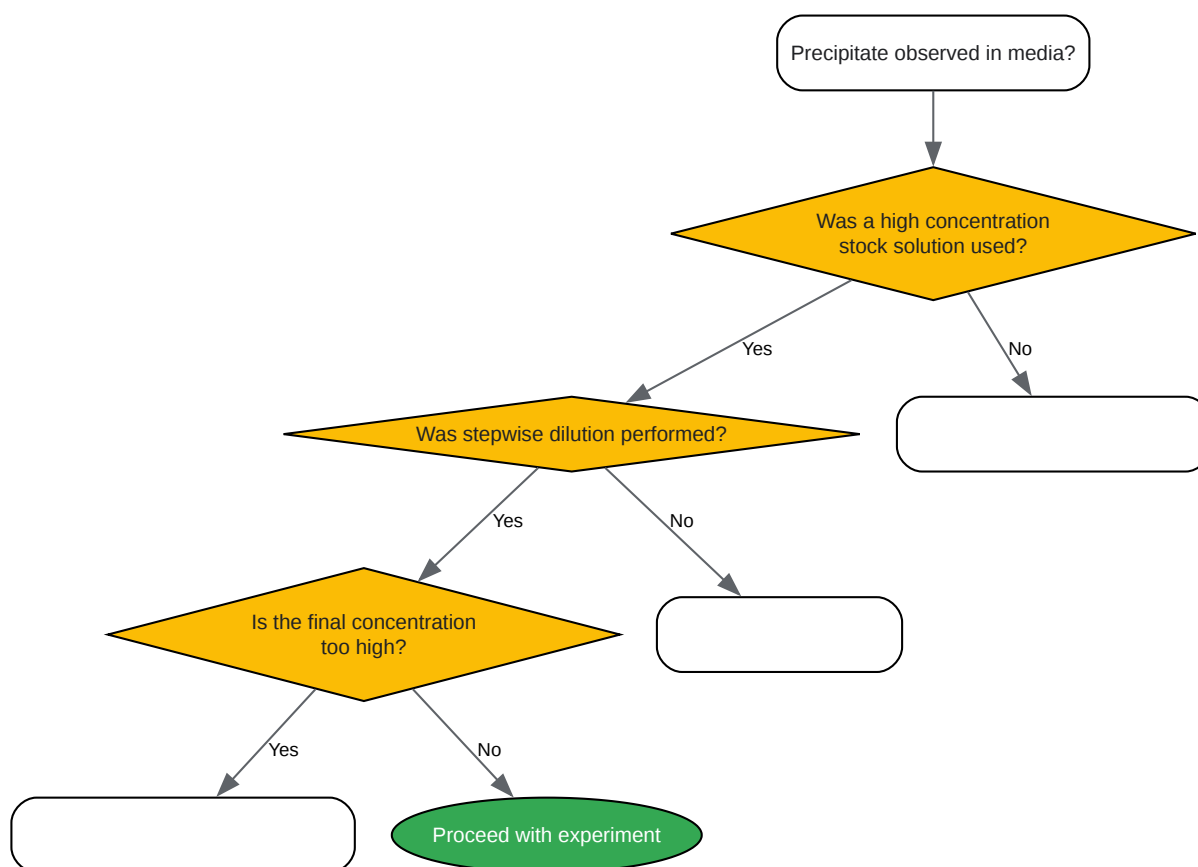 Precipitate observed in media?
Was a high concentration
stock solution used?
Yes
No
Was stepwise dilution performed?
Yes
No
Is the final concentration
too high?
Yes
No
Proceed with experiment